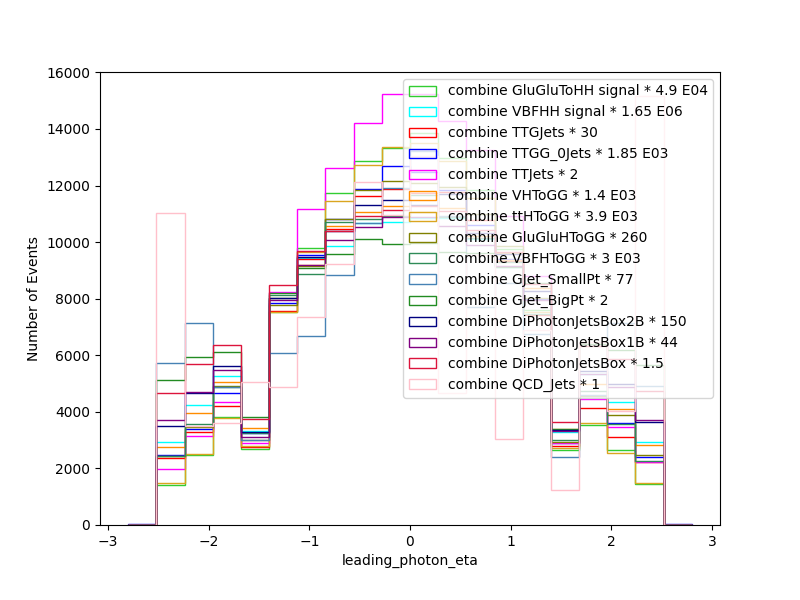 16000
14000
12000
10000
8000
6000
4000
2000
0
Number of Events
combine GluGluToHH signal * 4.9 E04
combine VBFHH signal * 1.65 E06
combine TTGJets * 30
combine TTGG_0Jets * 1.85 E03
combine TTJets * 2
combine VHToGG * 1.4 E03
combine ttHToGG * 3.9 E03
combine GluGluHToGG * 260
combine VBFHToGG * 3 E03
combine GJet_SmallPt * 77
combine GJet_BigPt * 2
combine DiPhotonJetsBox2B * 150
combine DiPhotonJetsBox1B * 44
combine DiPhotonJetsBox * 1.5
combine QCD_Jets * 1
−3 −2 −1 0 1 2 3
leading_photon_eta